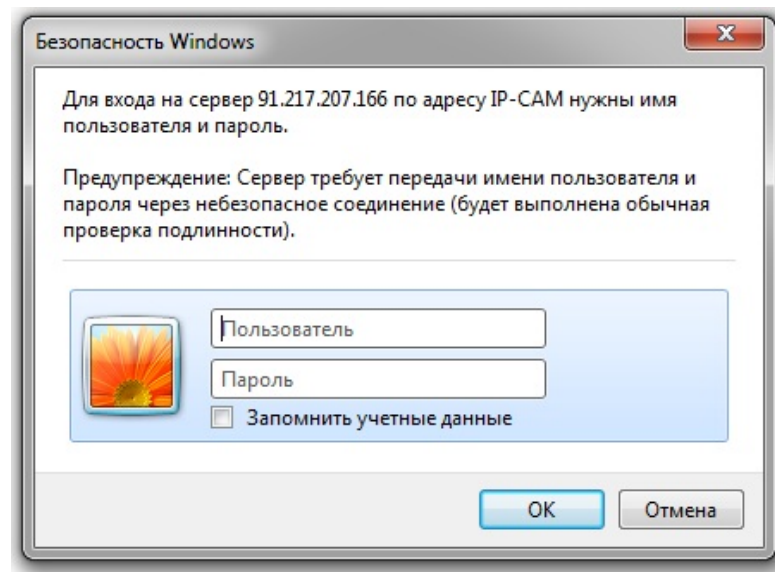 Безопасность Windows
Для входа на сервер 91.217.207.166 по адресу IP-CAM нужны имя
пользователя и пароль.
Предупреждение: Сервер требует передачи имени пользователя и
пароля через небезопасное соединение (будет выполнена обычная
проверка подлинности).
Пользователь
Пароль
Запомнить учетные данные
ОК
Отмена